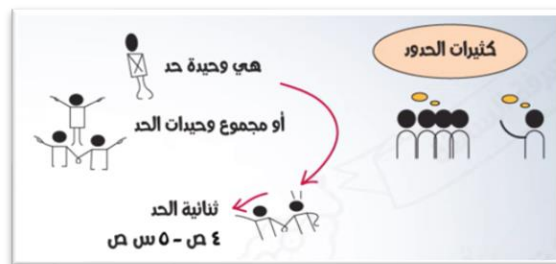 كثيرات الحدود
هي وحيدة حد
أو مجموع وحيدات الحد
ثنائية الحد
٤ ص - ٥ س ص